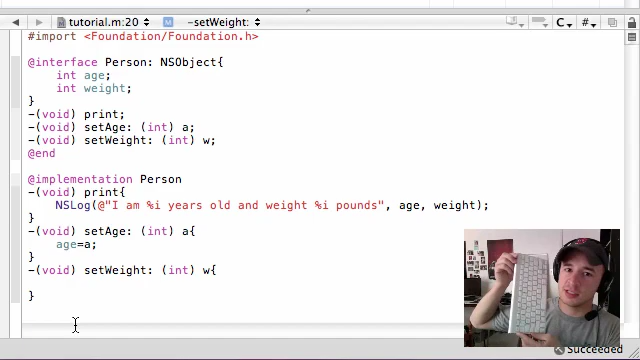 tutorial.m:20 -setWeight: C #
#import <Foundation/Foundation.h>
@interface Person: NSObject{
int age;
int weight;
}
-(void) print;
-(void) setAge: (int) a;
-(void) setWeight: (int) w;
@end
@implementation Person
-(void) print{
NSLog(@"I am %i years old and weight %i pounds", age, weight);
}
-(void) setAge: (int) a{
age=a;
}
-(void) setWeight: (int) w{
}
Succeeded